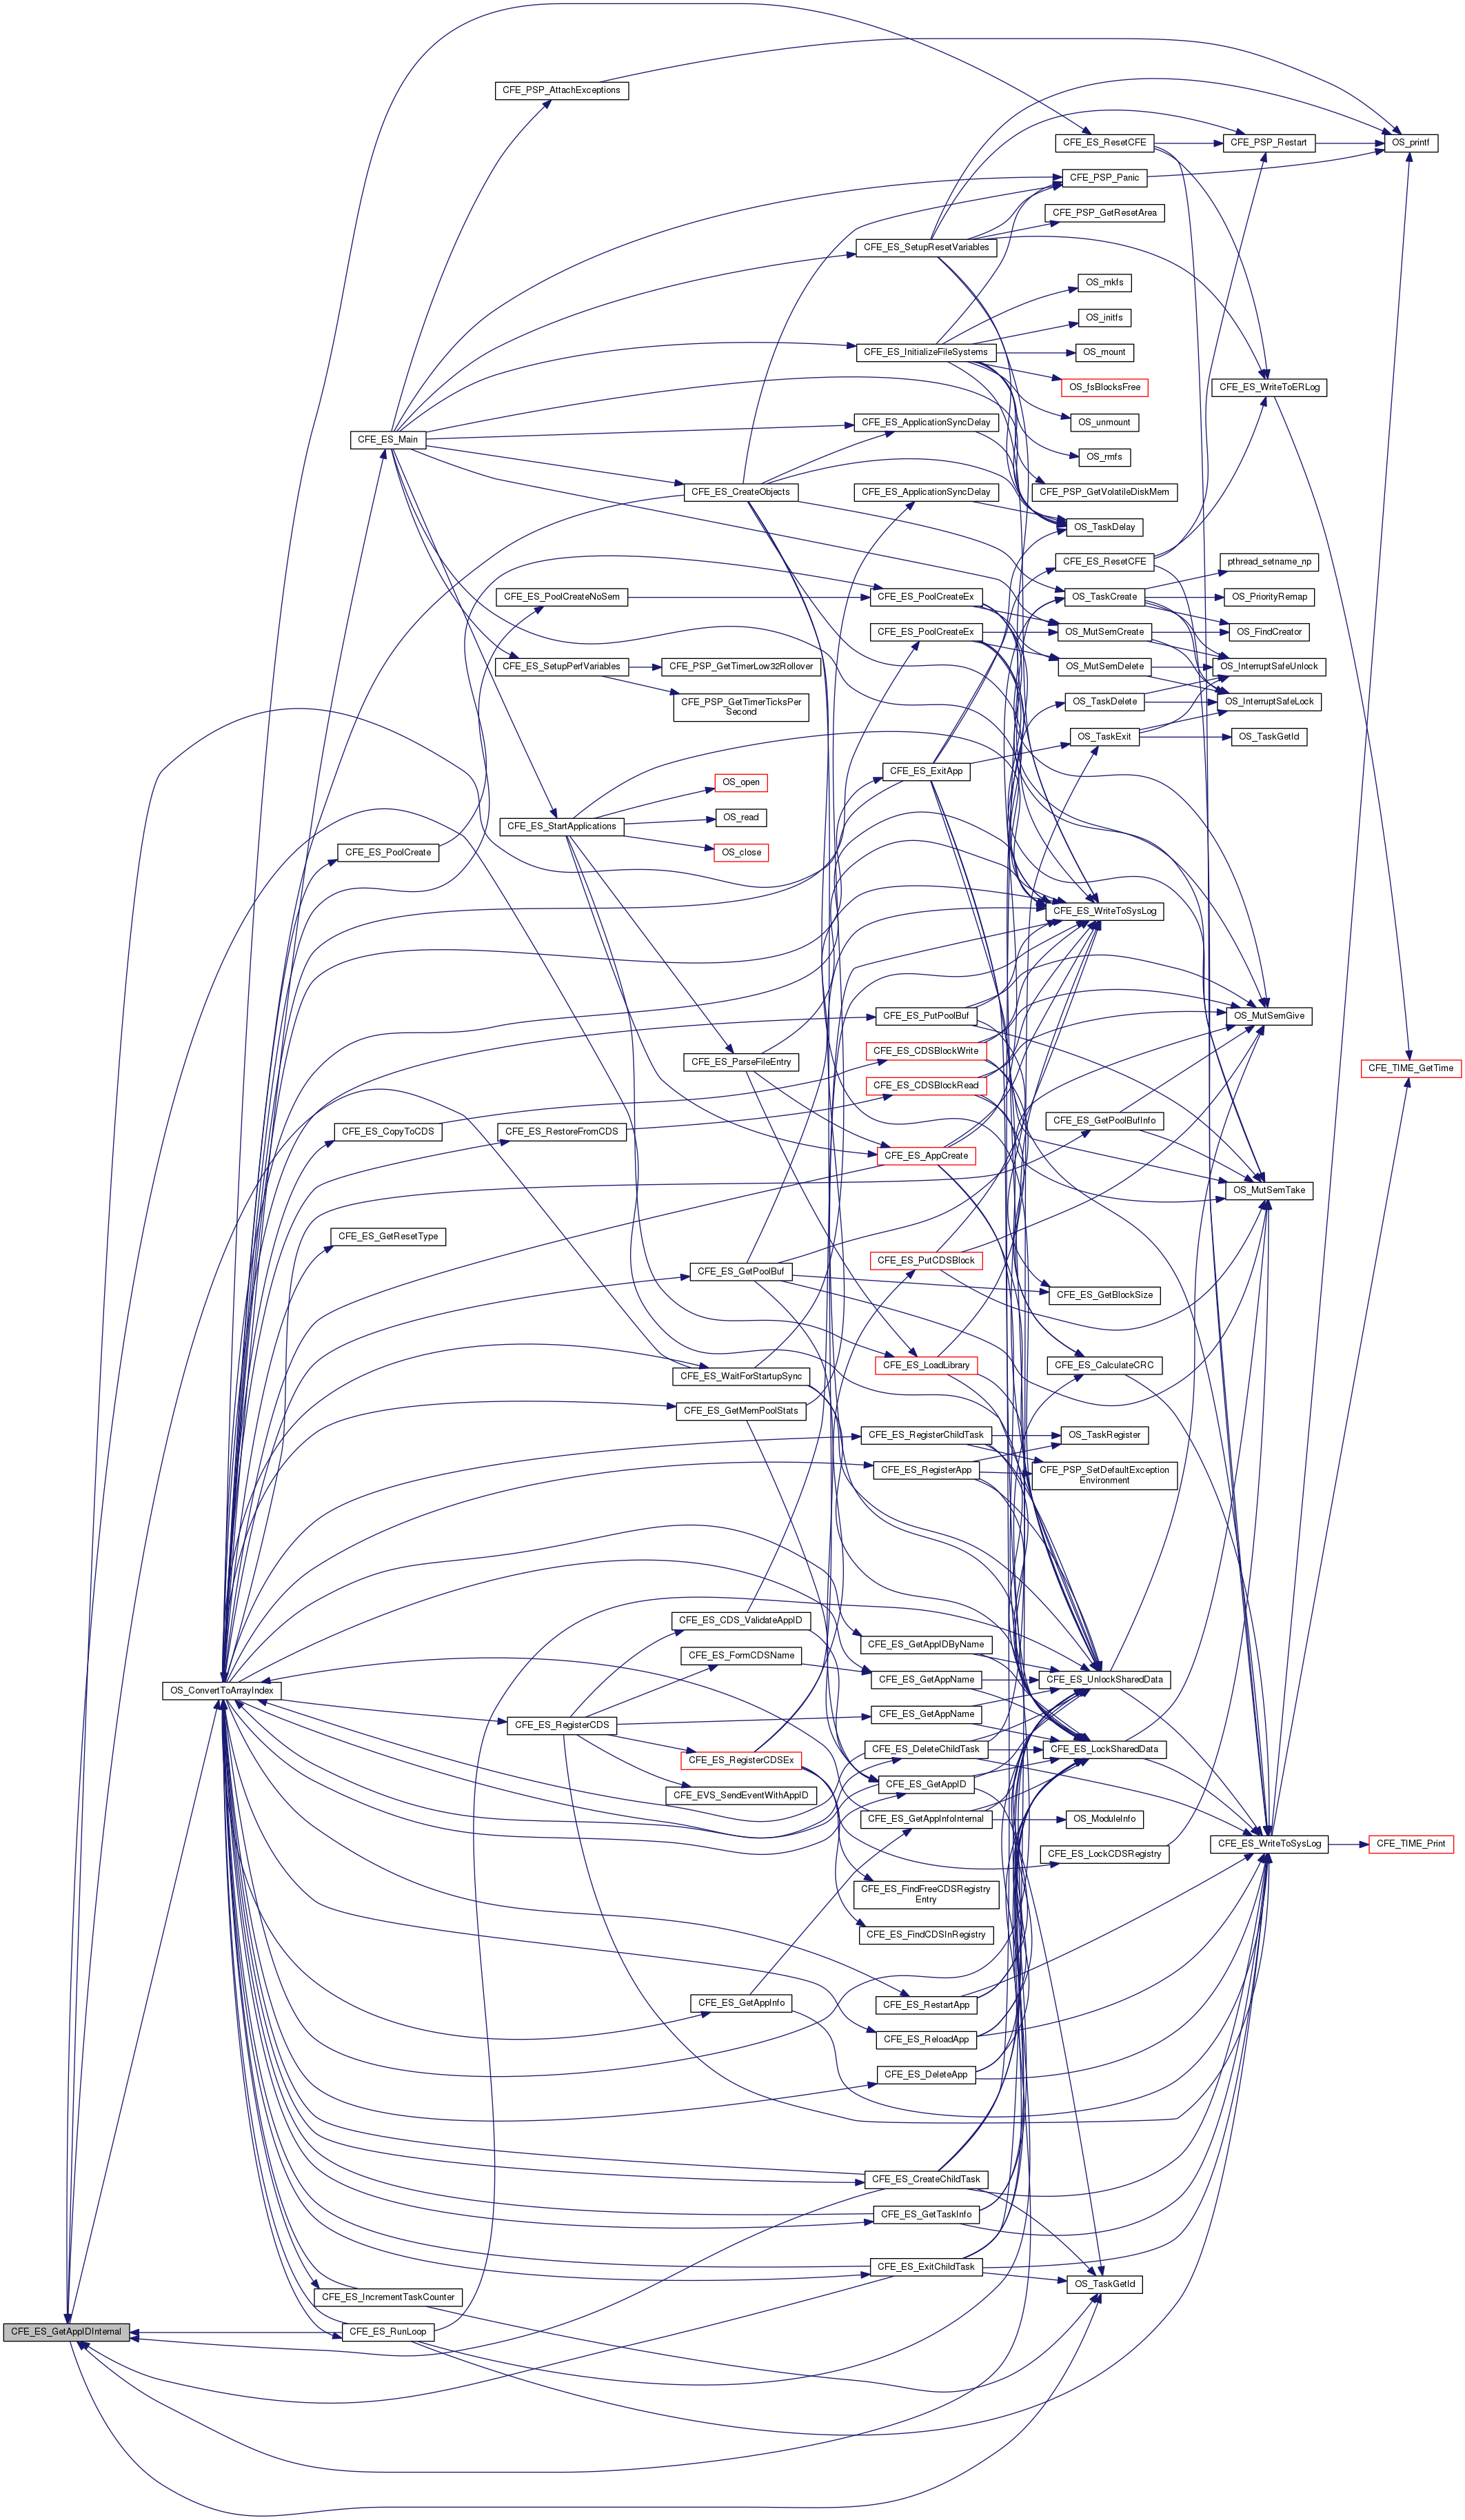 CFE_PSP_AttachExceptions
CFE_ES_ResetCFE
CFE_PSP_Restart
OS_printf
CFE_PSP_Panic
CFE_PSP_GetResetArea
CFE_ES_SetupResetVariables
OS_mkfs
OS_initfs
CFE_ES_InitializeFileSystems
OS_mount
OS_fsBlocksFree
CFE_ES_WriteToERLog
CFE_ES_ApplicationSyncDelay
OS_unmount
CFE_ES_Main
OS_rmfs
CFE_ES_CreateObjects
CFE_ES_ApplicationSyncDelay
CFE_PSP_GetVolatileDiskMem
OS_TaskDelay
CFE_ES_ResetCFE
pthread_setname_np
CFE_ES_PoolCreateNoSem
CFE_ES_PoolCreateEx
OS_TaskCreate
OS_PriorityRemap
CFE_ES_PoolCreateEx
OS_MutSemCreate
OS_FindCreator
CFE_ES_SetupPerfVariables
CFE_PSP_GetTimerLow32Rollover
OS_MutSemDelete
OS_InterruptSafeUnlock
CFE_PSP_GetTimerTicksPer
Second
OS_TaskDelete
OS_InterruptSafeLock
OS_TaskExit
OS_TaskGetId
CFE_ES_ExitApp
OS_open
OS_read
CFE_ES_StartApplications
OS_close
CFE_ES_PoolCreate
CFE_ES_WriteToSysLog
CFE_ES_PutPoolBuf
OS_MutSemGive
CFE_ES_CDSBlockWrite
CFE_ES_ParseFileEntry
CFE_TIME_GetTime
CFE_ES_CDSBlockRead
CFE_ES_GetPoolBufInfo
CFE_ES_CopyToCDS
CFE_ES_RestoreFromCDS
CFE_ES_AppCreate
OS_MutSemTake
CFE_ES_GetResetType
CFE_ES_PutCDSBlock
CFE_ES_GetPoolBuf
CFE_ES_GetBlockSize
CFE_ES_LoadLibrary
CFE_ES_CalculateCRC
CFE_ES_WaitForStartupSync
CFE_ES_GetMemPoolStats
CFE_ES_RegisterChildTask
OS_TaskRegister
CFE_ES_RegisterApp
CFE_PSP_SetDefaultException
Environment
CFE_ES_CDS_ValidateAppID
CFE_ES_GetAppIDByName
CFE_ES_FormCDSName
CFE_ES_GetAppName
CFE_ES_UnlockSharedData
OS_ConvertToArrayIndex
CFE_ES_GetAppName
CFE_ES_RegisterCDS
CFE_ES_DeleteChildTask
CFE_ES_LockSharedData
CFE_ES_RegisterCDSEx
CFE_ES_GetAppID
CFE_EVS_SendEventWithAppID
CFE_ES_GetAppInfoInternal
OS_ModuleInfo
CFE_ES_WriteToSysLog
CFE_TIME_Print
CFE_ES_LockCDSRegistry
CFE_ES_FindFreeCDSRegistry
Entry
CFE_ES_FindCDSInRegistry
CFE_ES_GetAppInfo
CFE_ES_RestartApp
CFE_ES_ReloadApp
CFE_ES_DeleteApp
CFE_ES_CreateChildTask
CFE_ES_GetTaskInfo
CFE_ES_ExitChildTask
OS_TaskGetId
CFE_ES_IncrementTaskCounter
CFE_ES_GetAppIDInternal
CFE_ES_RunLoop